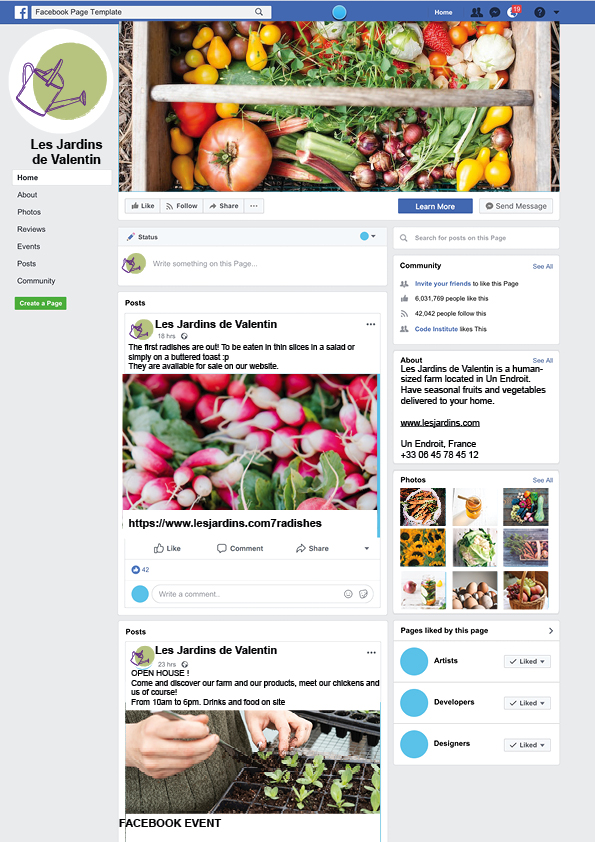 Facebook Page Template
Home
19
Les Jardins
de Valentin
Home
About
Photos
Reviews
Events
Posts
Community
Create a Page
Like
Follow
Share
Learn More
Send Message
Status
Write something on this Page...
Posts
Les Jardins de Valentin
18 hrs
The first radishes are out! To be eaten in thin slices in a salad or
simply on a buttered toast :p
They are available for sale on our website.
https://www.lesjardins.com7radishes
Like
Comment
Share
42
Write a comment..
Posts
Les Jardins de Valentin
23 hrs
OPEN HOUSE !
Come and discover our farm and our products, meet our chickens and
us of course!
From 10am to 6pm. Drinks and food on site
FACEBOOK EVENT
Search for posts on this Page
Community
See All
Invite your friends to like this Page
6,031,769 people like this
42,042 people follow this
Code Institute likes This
About
See All
Les Jardins de Valentin is a human-
sized farm located in Un Endroit.
Have seasonal fruits and vegetables
delivered to your home.
www.lesjardins.com
Un Endroit, France
+33 06 45 78 45 12
Photos
See All
Pages liked by this page
Artists
Liked
Developers
Liked
Designers
Liked